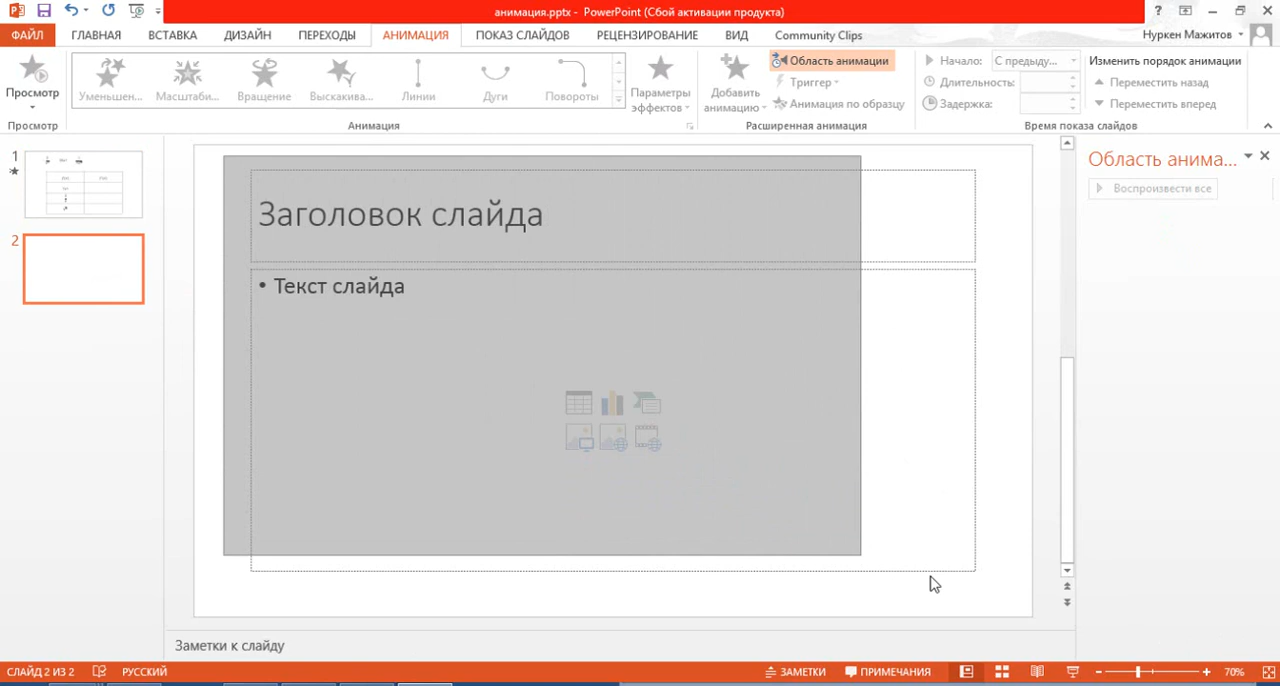 анимация.pptx - PowerPoint (Сбой активации продукта)
ФАЙЛ ГЛАВНАЯ ВСТАВКА ДИЗАЙН ПЕРЕХОДЫ АНИМАЦИЯ ПОКАЗ СЛАЙДОВ РЕЦЕНЗИРОВАНИЕ ВИД Community Clips Нуркен Мажитов
Просмотр
Уменьшен... Масштаби... Вращение Выскакива... Линии Дуги Повороты
Параметры эффектов
Добавить анимацию
Область анимации
Триггер
Анимация по образцу
Начало: С предыду...
Длительность:
Задержка:
Изменить порядок анимации
Переместить назад
Переместить вперед
Просмотр Анимация Расширенная анимация Время показа слайдов
1
2
Заголовок слайда
• Текст слайда
Область анима...
Воспроизвести все
Заметки к слайду
СЛАЙД 2 ИЗ 2 РУССКИЙ ЗАМЕТКИ ПРИМЕЧАНИЯ 70%